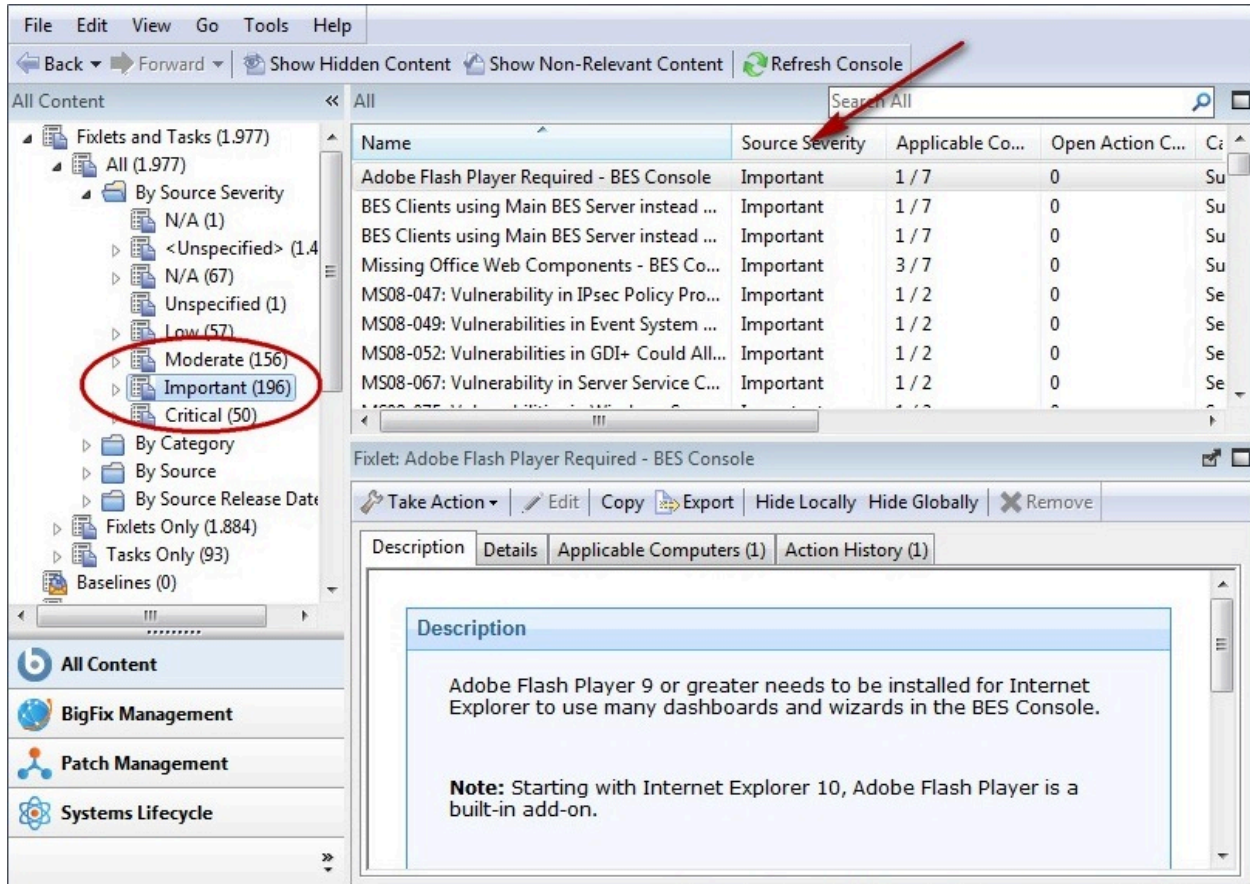 File Edit View Go Tools Help
Back Forward Show Hidden Content Show Non-Relevant Content Refresh Console
All Content «
Fixlets and Tasks (1.977)
All (1.977)
By Source Severity
N/A (1)
<Unspecified> (1.4
N/A (67)
Unspecified (1)
Low (57)
Moderate (156)
Important (196)
Critical (50)
By Category
By Source
By Source Release Date
Fixlets Only (1.884)
Tasks Only (93)
Baselines (0)
All Content
BigFix Management
Patch Management
Systems Lifecycle
»
All Search All
Name Source Severity Applicable Co... Open Action C... Ca
Adobe Flash Player Required - BES Console Important 1 / 7 0 Su
BES Clients using Main BES Server instead ... Important 1 / 7 0 Su
BES Clients using Main BES Server instead ... Important 1 / 7 0 Su
Missing Office Web Components - BES Co... Important 3 / 7 0 Su
MS08-047: Vulnerability in IPsec Policy Pro... Important 1 / 2 0 Se
MS08-049: Vulnerabilities in Event System ... Important 1 / 2 0 Se
MS08-052: Vulnerabilities in GDI+ Could All... Important 1 / 2 0 Se
MS08-067: Vulnerability in Server Service C... Important 1 / 2 0 Se
Fixlet: Adobe Flash Player Required - BES Console
Take Action Edit Copy Export Hide Locally Hide Globally Remove
Description Details Applicable Computers (1) Action History (1)
Description
Adobe Flash Player 9 or greater needs to be installed for Internet
Explorer to use many dashboards and wizards in the BES Console.
Note: Starting with Internet Explorer 10, Adobe Flash Player is a
built-in add-on.